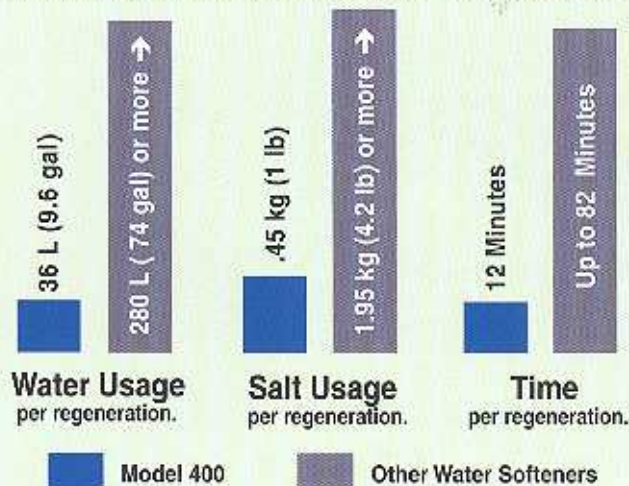 36 L (9.6 gal)
280 L ( 74 gal) or more →
.45 kg (1 lb)
1.95 kg (4.2 lb) or more →
12 Minutes
Up to 82 Minutes
Water Usage
per regeneration.
Salt Usage
per regeneration.
Time
per regeneration.
Model 400
Other Water Softeners